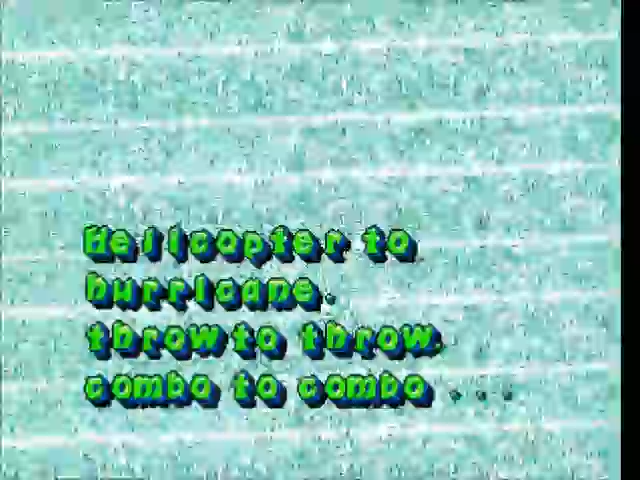 Helicopter to
hurricane.
throw to throw.
combo to combo ...